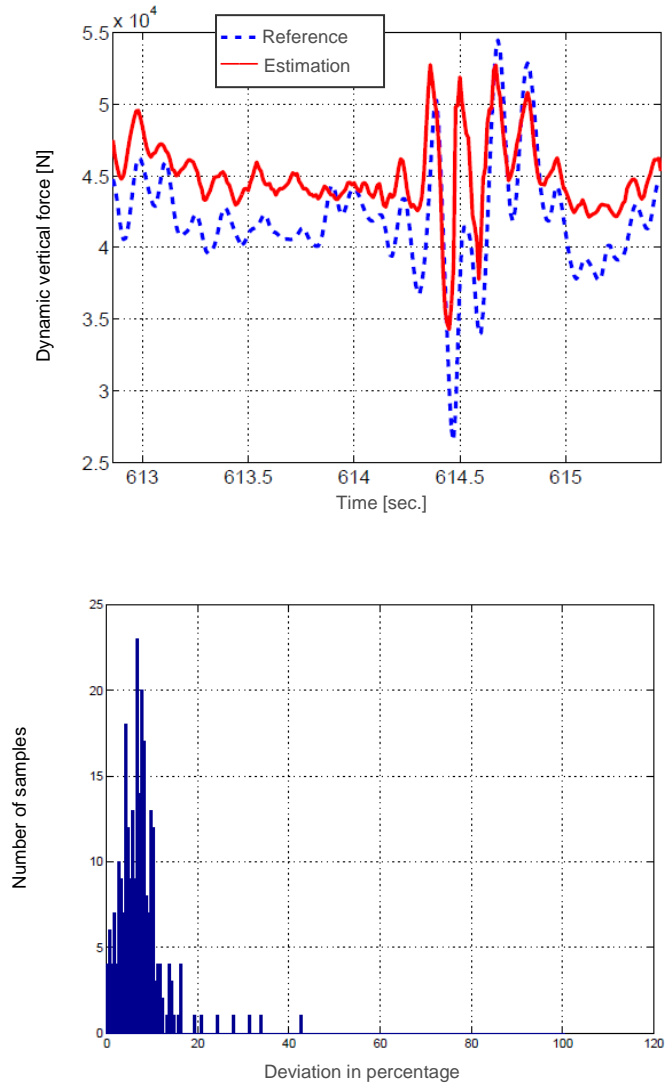 5.5 x 10⁴
Reference
Estimation
5
4.5
4
3.5
3
2.5
Dynamic vertical force [N]
613 613.5 614 614.5 615
Time [sec.]
25
20
15
10
5
0
Number of samples
0 20 40 60 80 100 120
Deviation in percentage